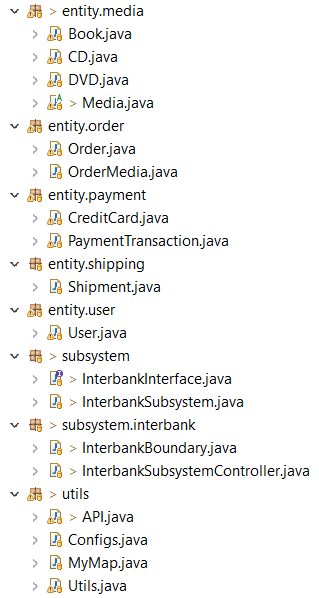 > entity.media
Book.java
CD.java
DVD.java
> Media.java
entity.order
Order.java
OrderMedia.java
entity.payment
CreditCard.java
PaymentTransaction.java
entity.shipping
Shipment.java
entity.user
User.java
> subsystem
> InterbankInterface.java
> InterbankSubsystem.java
> subsystem.interbank
> InterbankBoundary.java
> InterbankSubsystemController.java
> utils
> API.java
Configs.java
MyMap.java
Utils.java